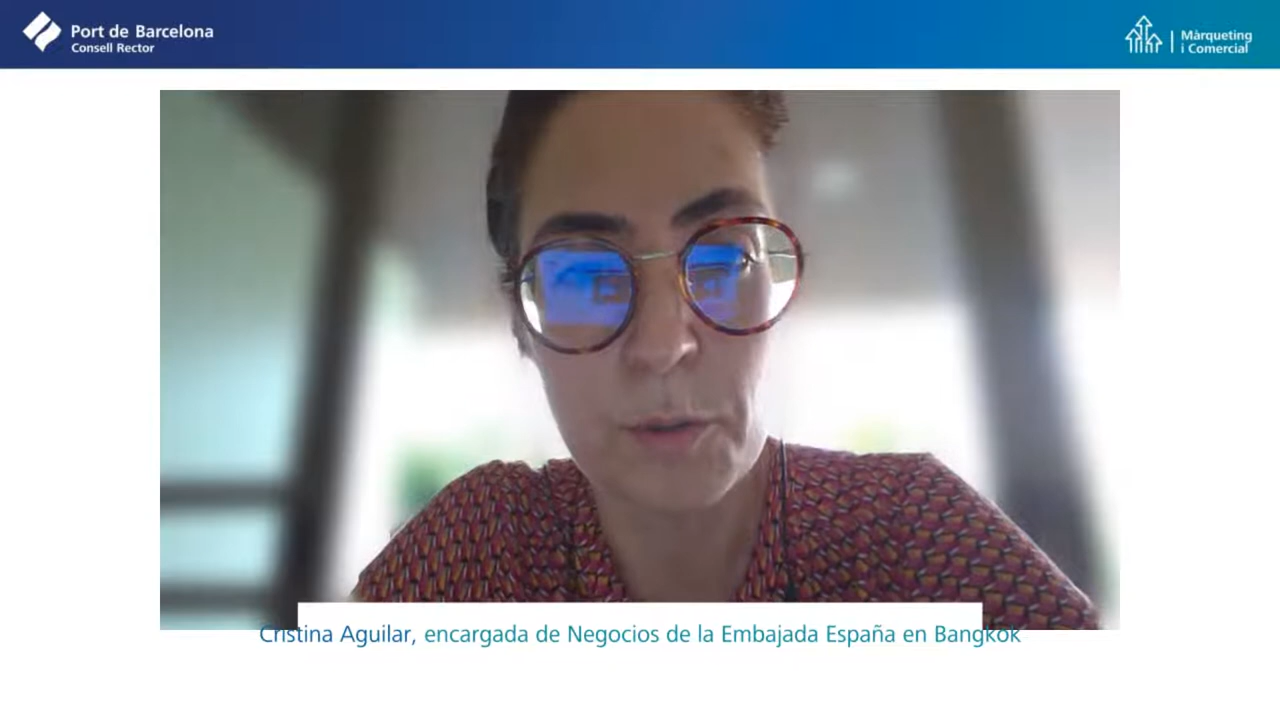 Port de Barcelona
Consell Rector
Màrqueting
i Comercial
Cristina Aguilar, encargada de Negocios de la Embajada España en Bangkok